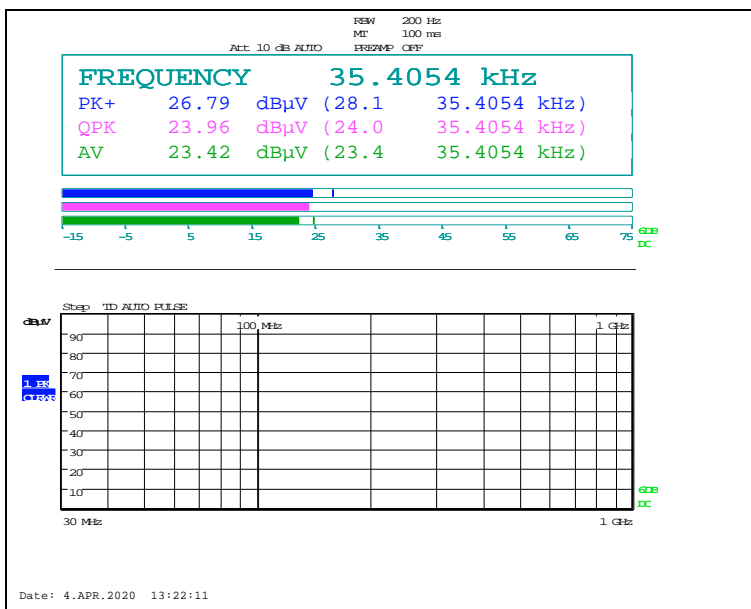 RBW 200 Hz
MT 100 ms
Att 10 dB AUTO PREAMP OFF
FREQUENCY 35.4054 kHz
PK+ 26.79 dBµV (28.1 35.4054 kHz)
QPK 23.96 dBµV (24.0 35.4054 kHz)
AV 23.42 dBµV (23.4 35.4054 kHz)
-15 -5 5 15 25 35 45 55 65 75
6DB
DC
Step TD AUTO PULSE
dBµV
100 MHz 1 GHz
90
80
70
1 PK
CLRWR
60
50
40
30
20
10
6DB
DC
30 MHz 1 GHz
Date: 4.APR.2020 13:22:11